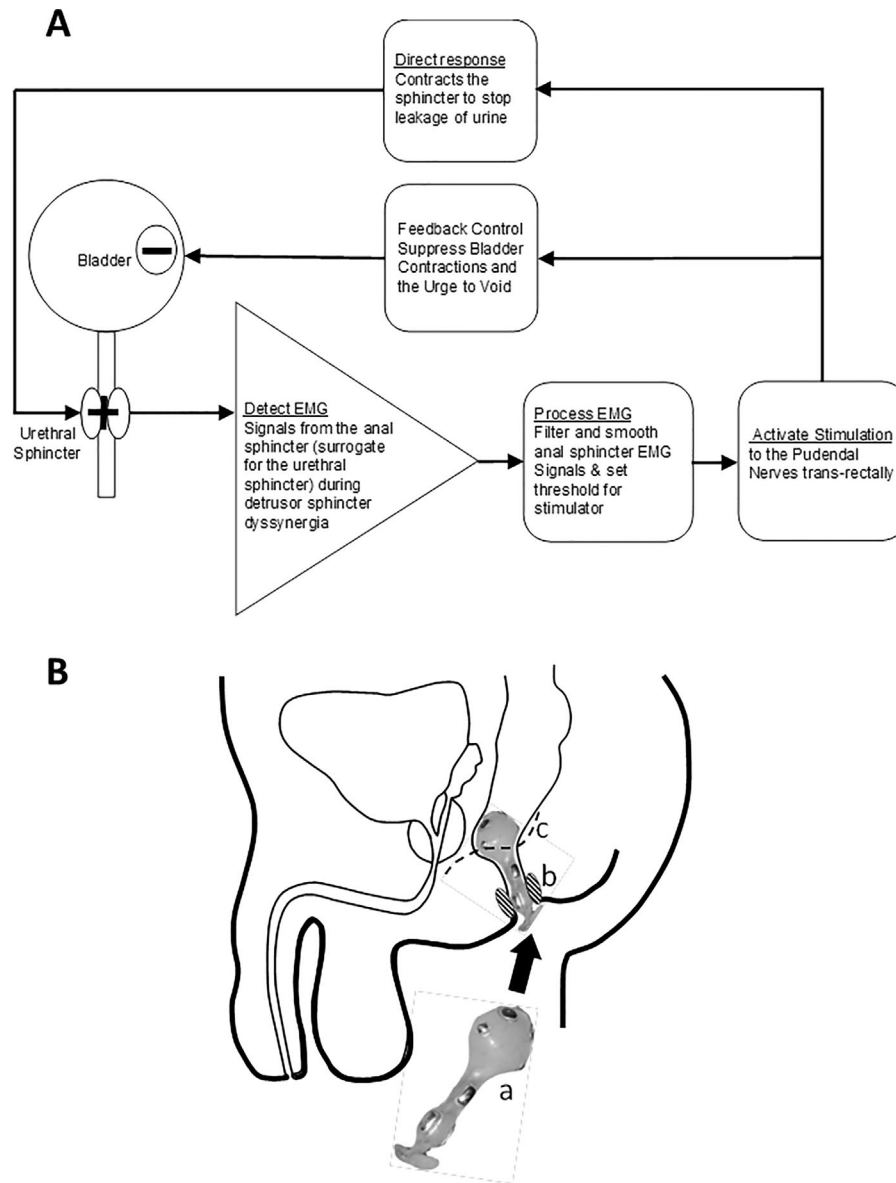 A
Direct response
Contracts the
sphincter to stop
leakage of urine
Bladder
Feedback Control
Suppress Bladder
Contractions and
the Urge to Void
Urethral
Sphincter
Detect EMG
Signals from the anal
sphincter (surrogate
for the urethral
sphincter) during
detrusor sphincter
dyssynergia
Process EMG
Filter and smooth
anal sphincter EMG
Signals & set
threshold for
stimulator
Activate Stimulation
to the Pudendal
Nerves trans-rectally
B
c
b
a